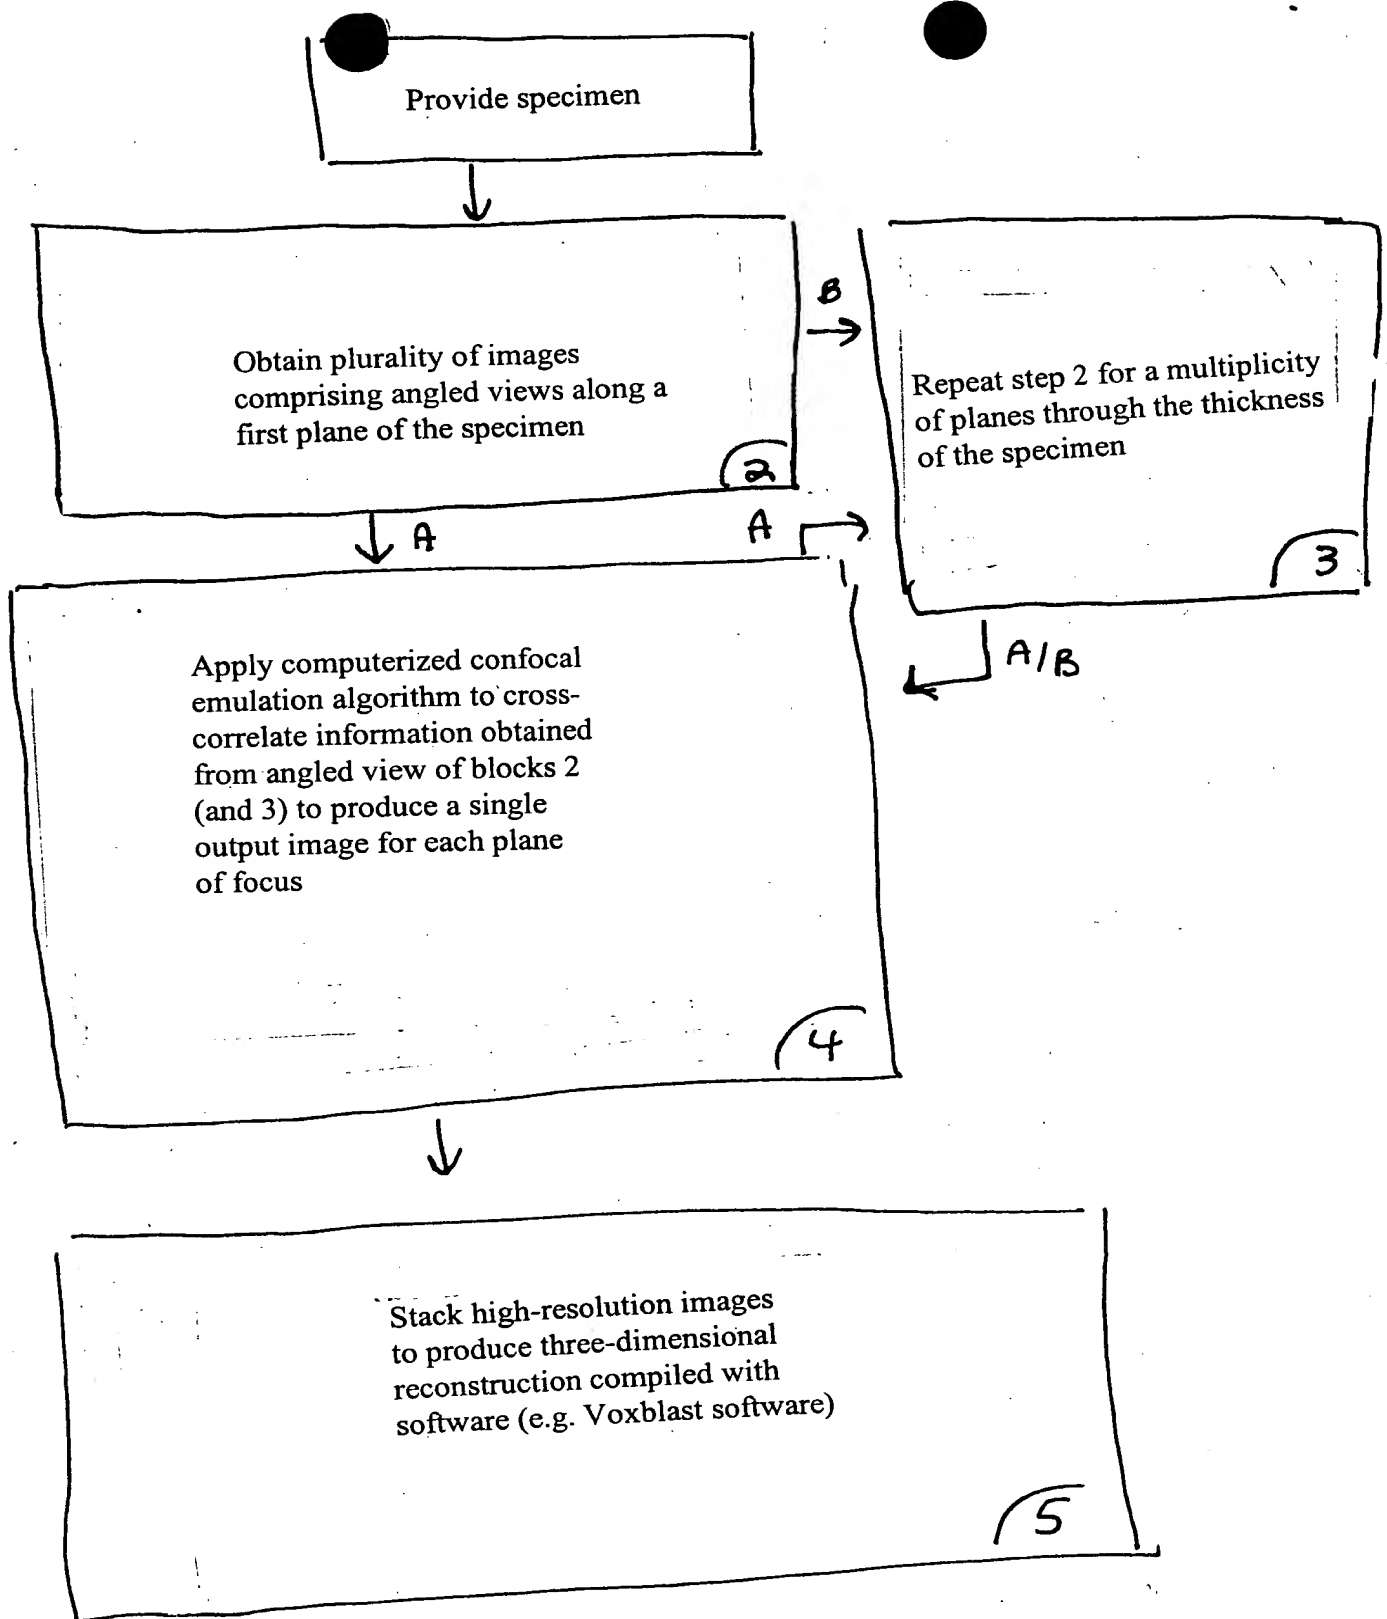 Provide specimen
Obtain plurality of images
comprising angled views along a
first plane of the specimen
2
B
Repeat step 2 for a multiplicity
of planes through the thickness
of the specimen
3
A
A
A/B
Apply computerized confocal
emulation algorithm to cross-
correlate information obtained
from angled view of blocks 2
(and 3) to produce a single
output image for each plane
of focus
4
Stack high-resolution images
to produce three-dimensional
reconstruction compiled with
software (e.g. Voxblast software)
5